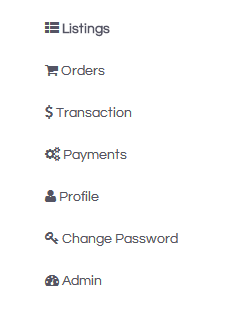 Listings
Orders
$ Transaction
Payments
Profile
Change Password
Admin